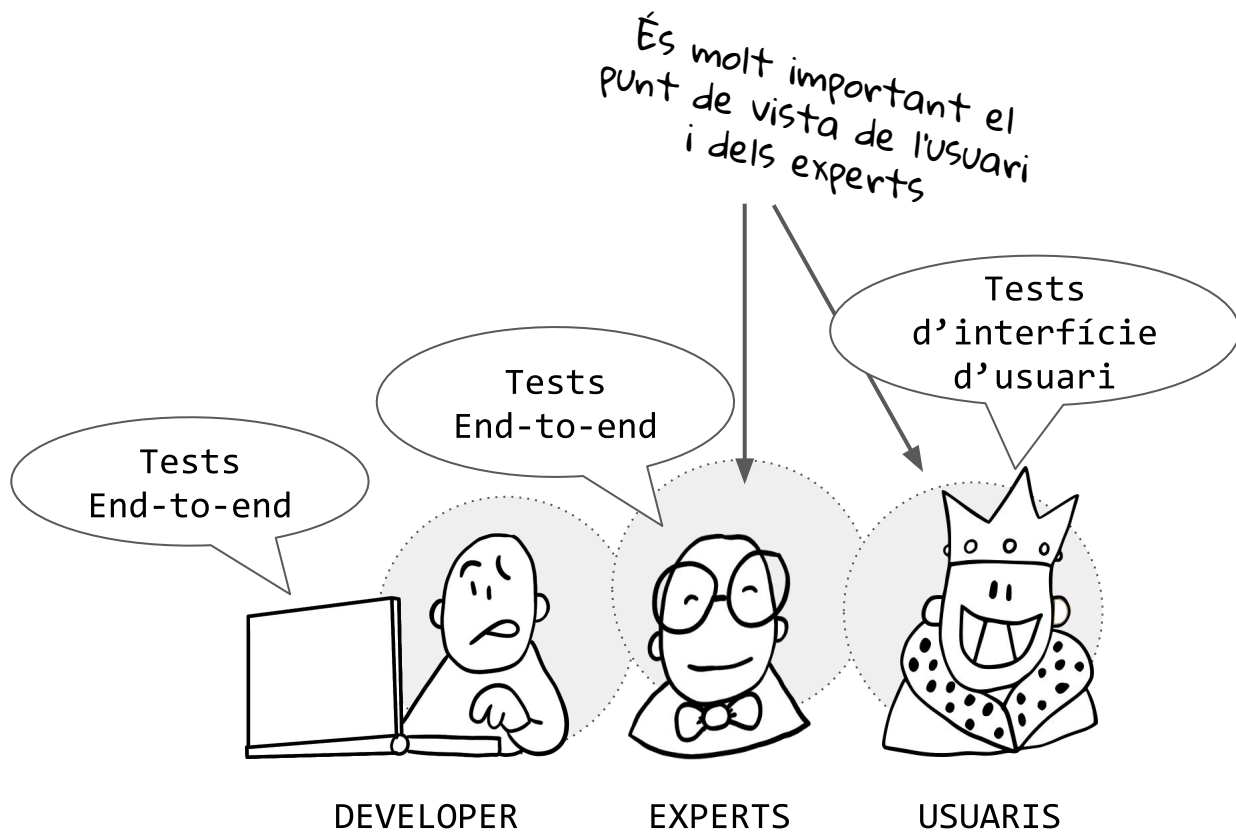 És molt important el
punt de vista de l'usuari
i dels experts
Tests
d’interfície
d’usuari
Tests
End-to-end
Tests
End-to-end
DEVELOPER
EXPERTS
USUARIS